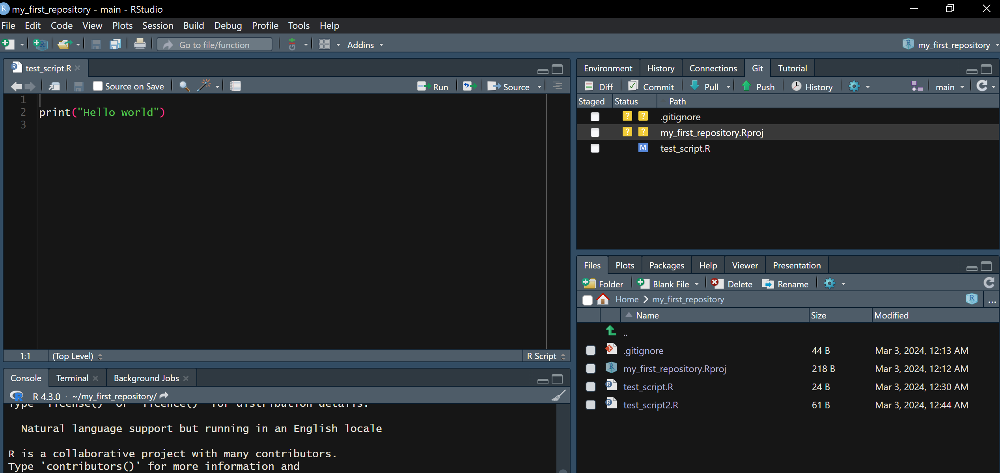 my_first_repository - main - RStudio
File Edit Code View Plots Session Build Debug Profile Tools Help
Go to file/function Addins my_first_repository
test_script.R
Source on Save Run Source
1
2 print("Hello world")
3
1:1 (Top Level) R Script
Console Terminal Background Jobs
R 4.3.0 · ~/my_first_repository/
Type 'license()' or 'licence()' for distribution details.
Natural language support but running in an English locale
R is a collaborative project with many contributors.
Type 'contributors()' for more information and
Environment History Connections Git Tutorial
Diff Commit Pull Push History main
Staged Status Path
? ? .gitignore
? ? my_first_repository.Rproj
M test_script.R
Files Plots Packages Help Viewer Presentation
Folder Blank File Delete Rename
Home my_first_repository ...
Name Size Modified
..
.gitignore 44 B Mar 3, 2024, 12:13 AM
my_first_repository.Rproj 218 B Mar 3, 2024, 12:12 AM
test_script.R 24 B Mar 3, 2024, 12:30 AM
test_script2.R 61 B Mar 3, 2024, 12:44 AM